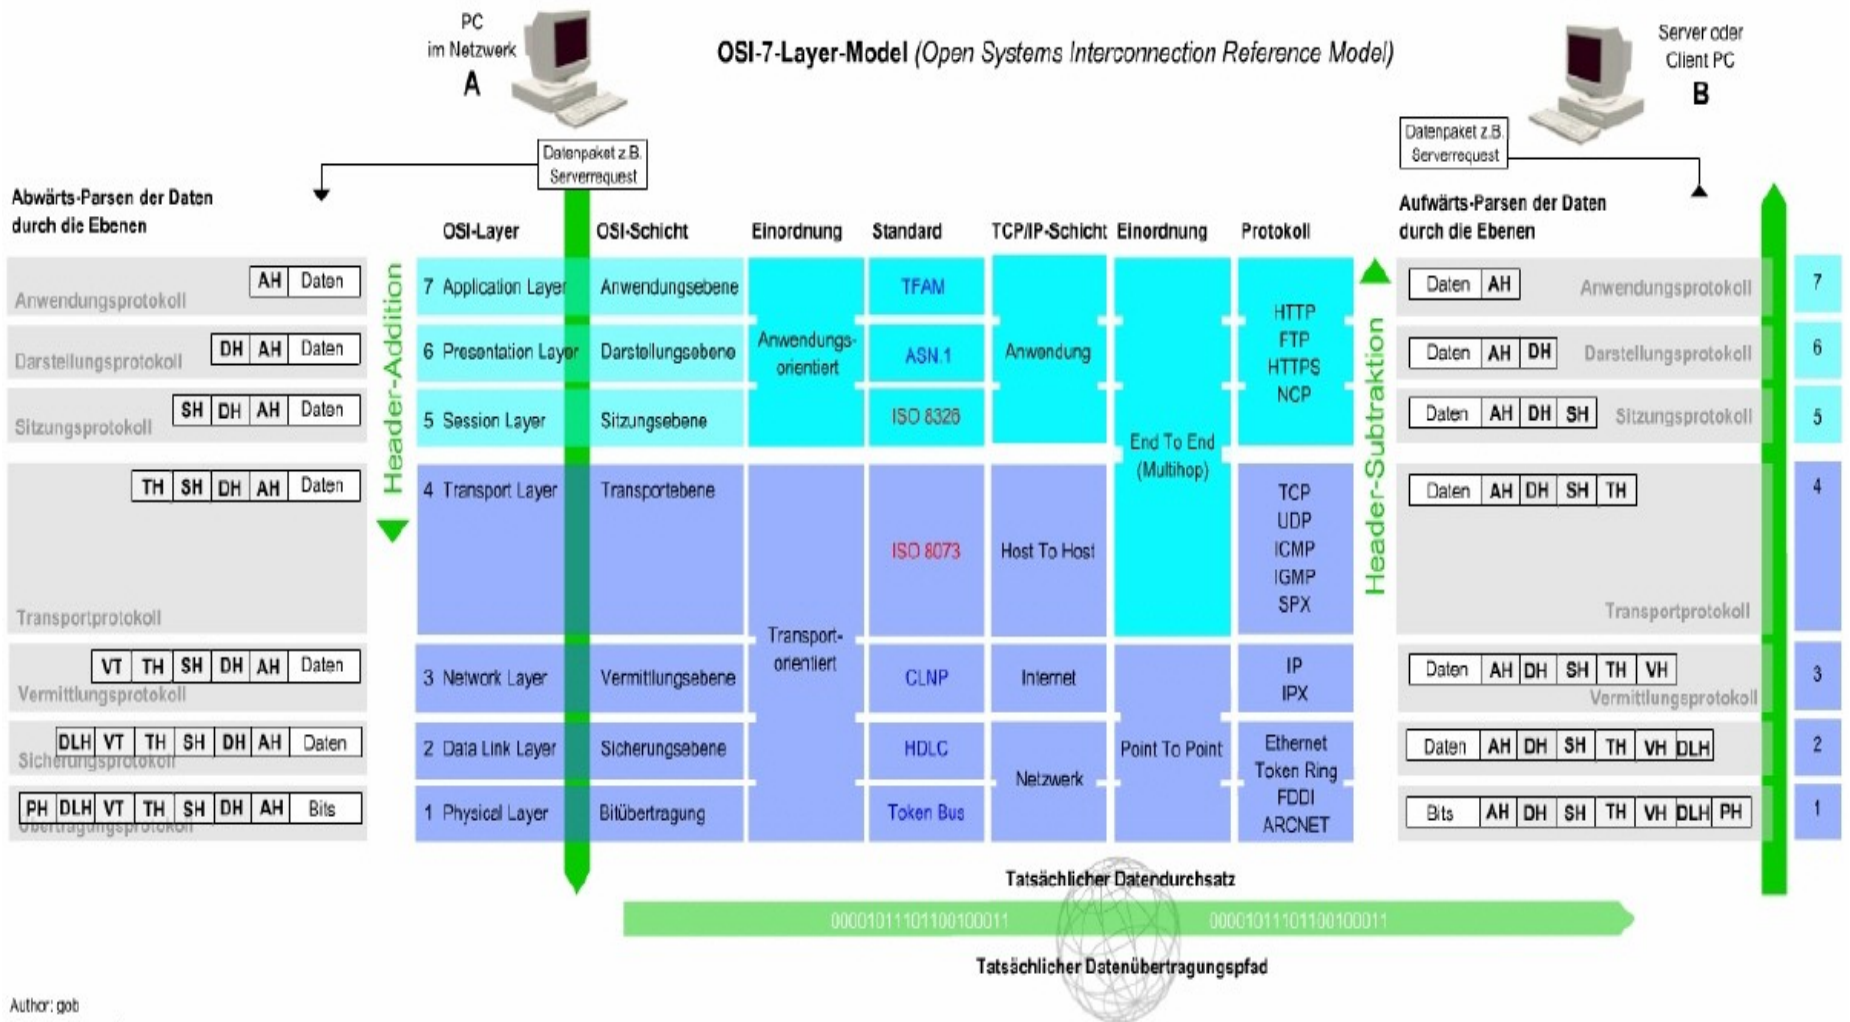 PC
im Netzwerk
A
OSI-7-Layer-Model (Open Systems Interconnection Reference Model)
Server oder
Client PC
B
Datenpaket z.B.
Serverrequest
Datenpaket z.B.
Serverrequest
Abwärts-Parsen der Daten
durch die Ebenen
Aufwärts-Parsen der Daten
durch die Ebenen
OSI-Layer OSI-Schicht Einordnung Standard TCP/IP-Schicht Einordnung Protokoll
AH Daten
Anwendungsprotokoll
DH AH Daten
Darstellungsprotokoll
SH DH AH Daten
Sitzungsprotokoll
TH SH DH AH Daten
Transportprotokoll
VT TH SH DH AH Daten
Vermittlungsprotokoll
DLH VT TH SH DH AH Daten
Sicherungsprotokoll
PH DLH VT TH SH DH AH Bits
Übertragungsprotokoll
Header-Addition
7 Application Layer Anwendungsebene
6 Presentation Layer Darstellungsebene
5 Session Layer Sitzungsebene
4 Transport Layer Transportebene
3 Network Layer Vermittlungsebene
2 Data Link Layer Sicherungsebene
1 Physical Layer Bitübertragung
Anwendungs-
orientiert
Transport-
orientiert
TFAM
ASN.1
ISO 8326
ISO 8073
CLNP
HDLC
Token Bus
Anwendung
Host To Host
Internet
Netzwerk
End To End
(Multihop)
Point To Point
HTTP
FTP
HTTPS
NCP
TCP
UDP
ICMP
IGMP
SPX
IP
IPX
Ethernet
Token Ring
FDDI
ARCNET
Header-Subtraktion
Daten AH Anwendungsprotokoll 7
Daten AH DH Darstellungsprotokoll 6
Daten AH DH SH Sitzungsprotokoll 5
Daten AH DH SH TH 4
Transportprotokoll
Daten AH DH SH TH VH 3
Vermittlungsprotokoll
Daten AH DH SH TH VH DLH 2
Bits AH DH SH TH VH DLH PH 1
Tatsächlicher Datendurchsatz
00001011101100100011 00001011101100100011
Tatsächlicher Datenübertragungspfad
Author: gob